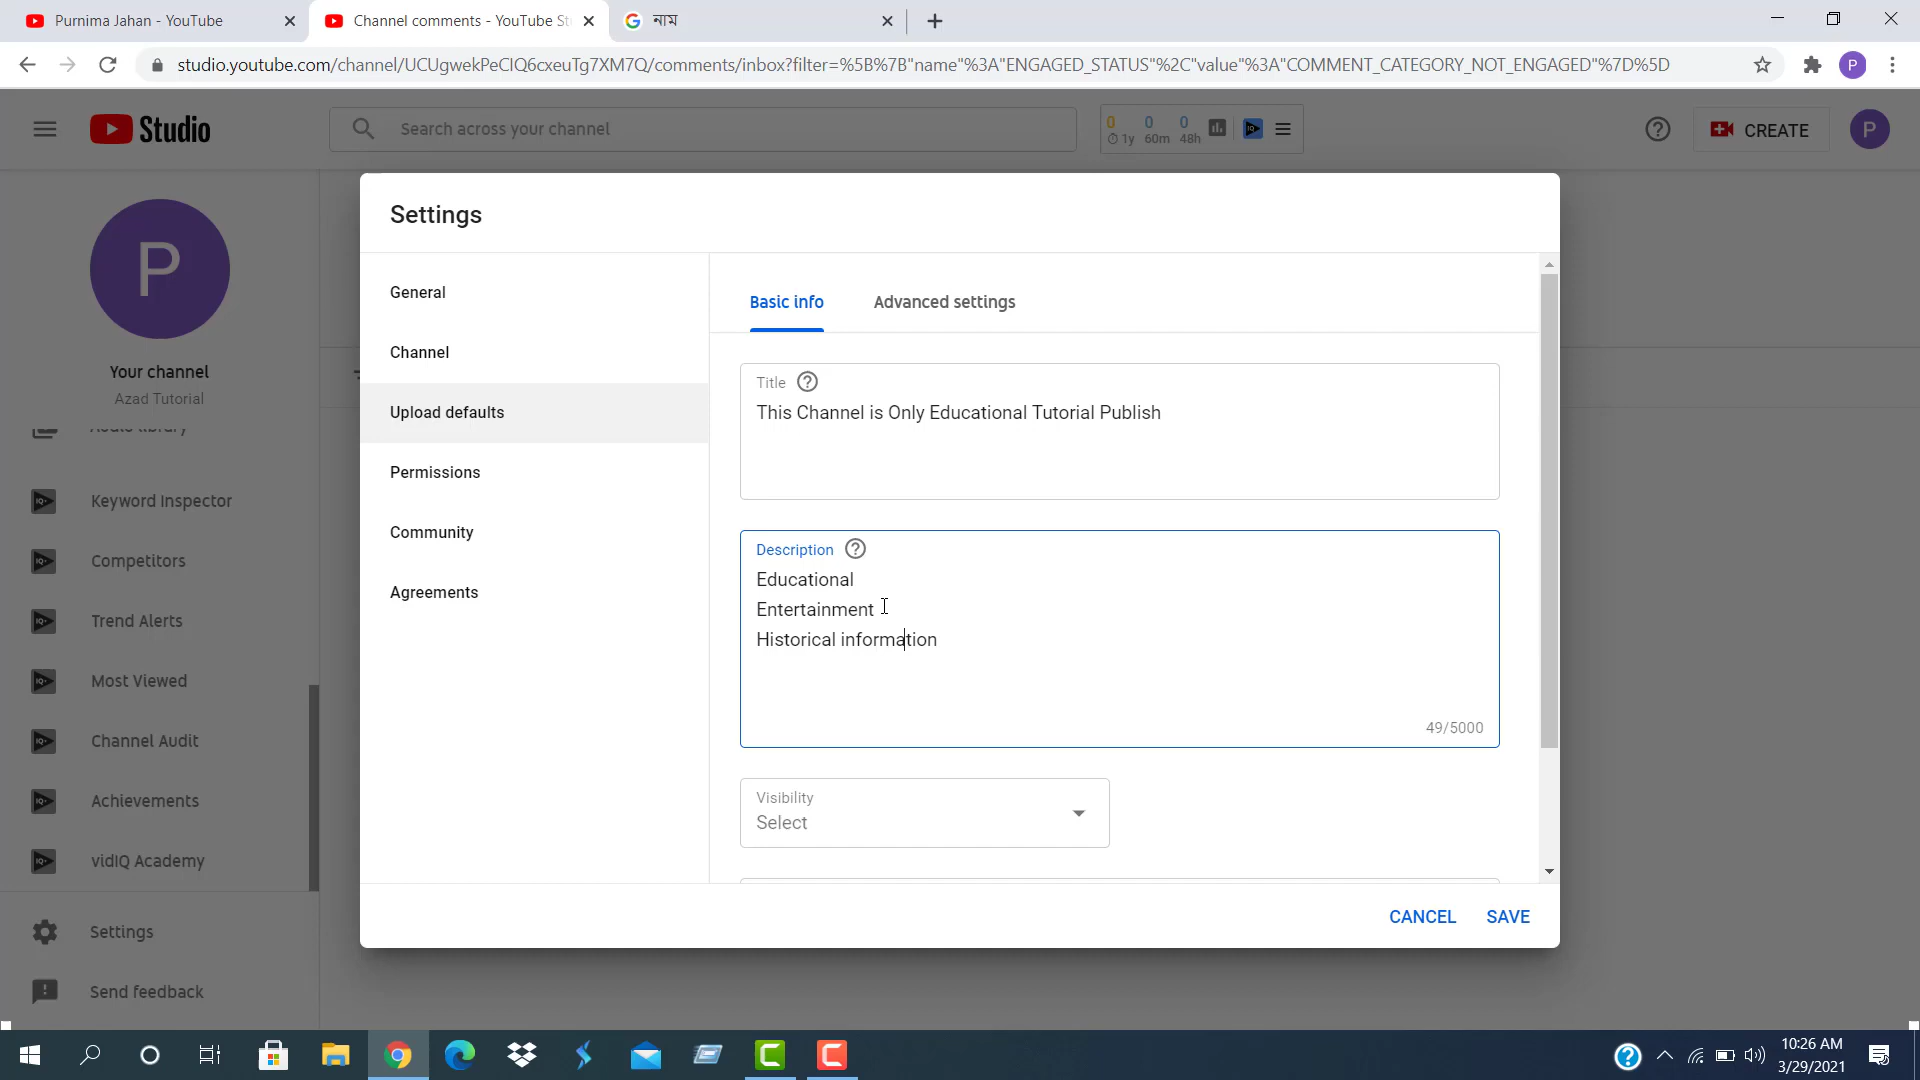 Purnima Jahan - YouTube
Channel comments - YouTube St
নাম
studio.youtube.com/channel/UCUgwekPeCIQ6cxeuTg7XM7Q/comments/inbox?filter=%5B%7B"name"%3A"ENGAGED_STATUS"%2C"value"%3A"COMMENT_CATEGORY_NOT_ENGAGED"%7D%5D
P
Studio
Search across your channel
0 0 0
1y 60m 48h
CREATE
P
P
Your channel
Azad Tutorial
Audio library
Keyword Inspector
Competitors
Trend Alerts
Most Viewed
Channel Audit
Achievements
vidIQ Academy
Settings
Send feedback
Settings
General
Channel
Upload defaults
Permissions
Community
Agreements
Basic info
Advanced settings
Title
This Channel is Only Educational Tutorial Publish
Description
Educational
Entertainment
Historical information
49/5000
Visibility
Select
CANCEL
SAVE
10:26 AM
3/29/2021